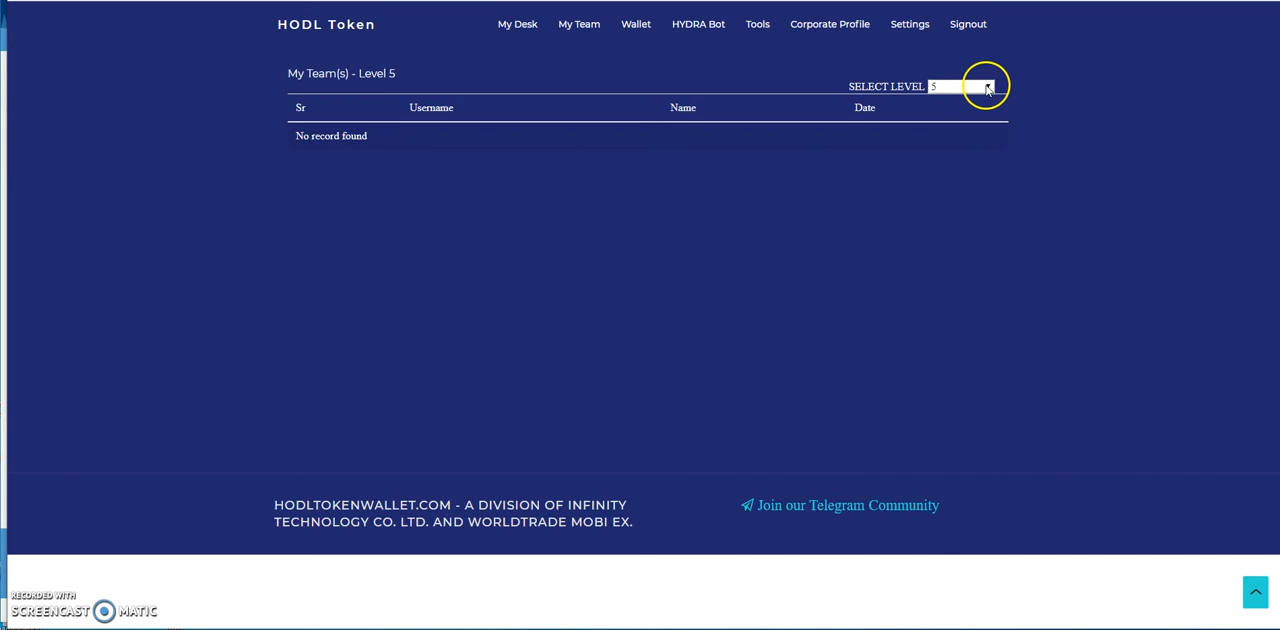 HODL Token
My Desk My Team Wallet HYDRA Bot Tools Corporate Profile Settings Signout
My Team(s) - Level 5
SELECT LEVEL 5
Sr Username Name Date
No record found
HODLTOKENWALLET.COM - A DIVISION OF INFINITY
TECHNOLOGY CO. LTD. AND WORLDTRADE MOBI EX.
Join our Telegram Community
RECORDED WITH
SCREENCAST MATIC